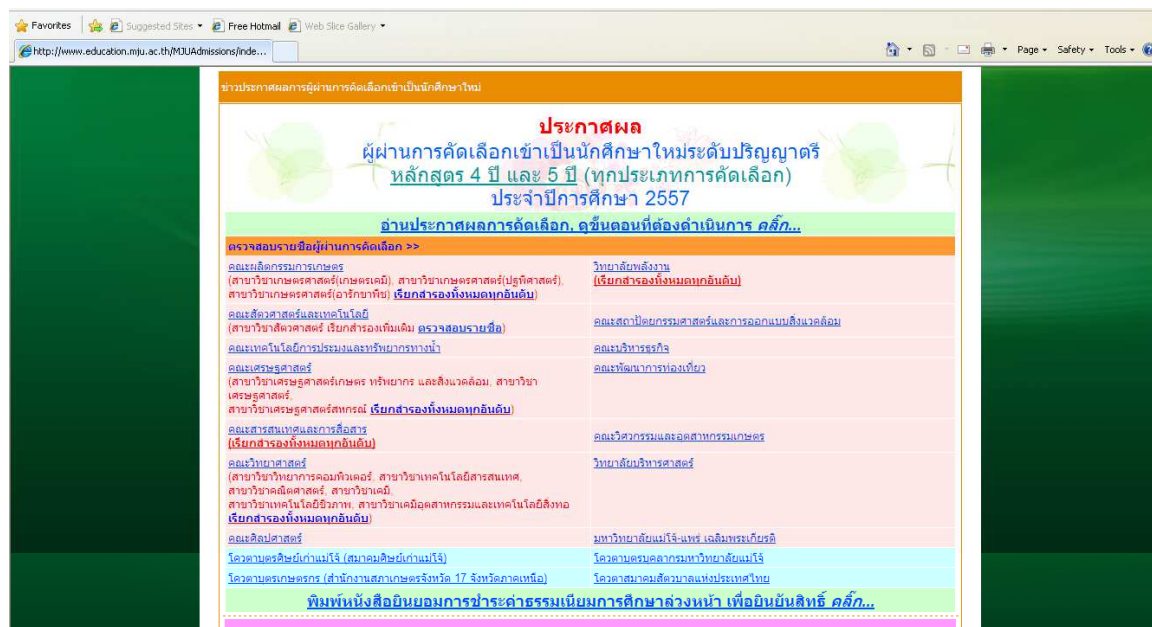 Favorites Suggested Sites Free Hotmail Web Slice Gallery
http://www.education.mju.ac.th/MJUAdmissions/inde...
Page Safety Tools
ข่าวประกาศผลการผู้ผ่านการคัดเลือกเข้าเป็นนักศึกษาใหม่
ประกาศผล
ผู้ผ่านการคัดเลือกเข้าเป็นนักศึกษาใหม่ระดับปริญญาตรี
หลักสูตร 4 ปี และ 5 ปี (ทุกประเภทการคัดเลือก)
ประจำปีการศึกษา 2557
อ่านประกาศผลการคัดเลือก, ดูขั้นตอนที่ต้องดำเนินการ คลิ๊ก...
ตรวจสอบรายชื่อผู้ผ่านการคัดเลือก >>
คณะผลิตกรรมการเกษตร
(สาขาวิชาเกษตรศาสตร์(เกษตรเคมี), สาขาวิชาเกษตรศาสตร์(ปฐพีศาสตร์),
สาขาวิชาเกษตรศาสตร์(อารักขาพืช) เรียกสำรองทั้งหมดทุกอันดับ)
วิทยาลัยพลังงาน
(เรียกสำรองทั้งหมดทุกอันดับ)
คณะสัตวศาสตร์และเทคโนโลยี
(สาขาวิชาสัตวศาสตร์ เรียกสำรองเพิ่มเติม ตรวจสอบรายชื่อ)
คณะสถาปัตยกรรมศาสตร์และการออกแบบสิ่งแวดล้อม
คณะเทคโนโลยีการประมงและทรัพยากรทางน้ำ
คณะบริหารธุรกิจ
คณะเศรษฐศาสตร์
(สาขาวิชาเศรษฐศาสตร์เกษตร ทรัพยากร และสิ่งแวดล้อม, สาขาวิชา
เศรษฐศาสตร์,
สาขาวิชาเศรษฐศาสตร์สหกรณ์ เรียกสำรองทั้งหมดทุกอันดับ)
คณะพัฒนาการท่องเที่ยว
คณะสารสนเทศและการสื่อสาร
(เรียกสำรองทั้งหมดทุกอันดับ)
คณะวิศวกรรมและอุตสาหกรรมเกษตร
คณะวิทยาศาสตร์
(สาขาวิชาวิทยาการคอมพิวเตอร์, สาขาวิชาเทคโนโลยีสารสนเทศ,
สาขาวิชาคณิตศาสตร์, สาขาวิชาเคมี,
สาขาวิชาเทคโนโลยีชีวภาพ, สาขาวิชาเคมีอุตสาหกรรมและเทคโนโลยีสิ่งทอ
เรียกสำรองทั้งหมดทุกอันดับ)
วิทยาลัยบริหารศาสตร์
คณะศิลปศาสตร์
มหาวิทยาลัยแม่โจ้-แพร่ เฉลิมพระเกียรติ
โควตาบุตรศิษย์เก่าแม่โจ้ (สมาคมศิษย์เก่าแม่โจ้)
โควตาบุตรบุคลากรมหาวิทยาลัยแม่โจ้
โควตาบุตรเกษตรกร (สำนักงานสภาเกษตรจังหวัด 17 จังหวัดภาคเหนือ)
โควตาสมาคมสัตวบาลแห่งประเทศไทย
พิมพ์หนังสือยินยอมการชำระค่าธรรมเนียมการศึกษาล่วงหน้า เพื่อยืนยันสิทธิ์ คลิ๊ก...